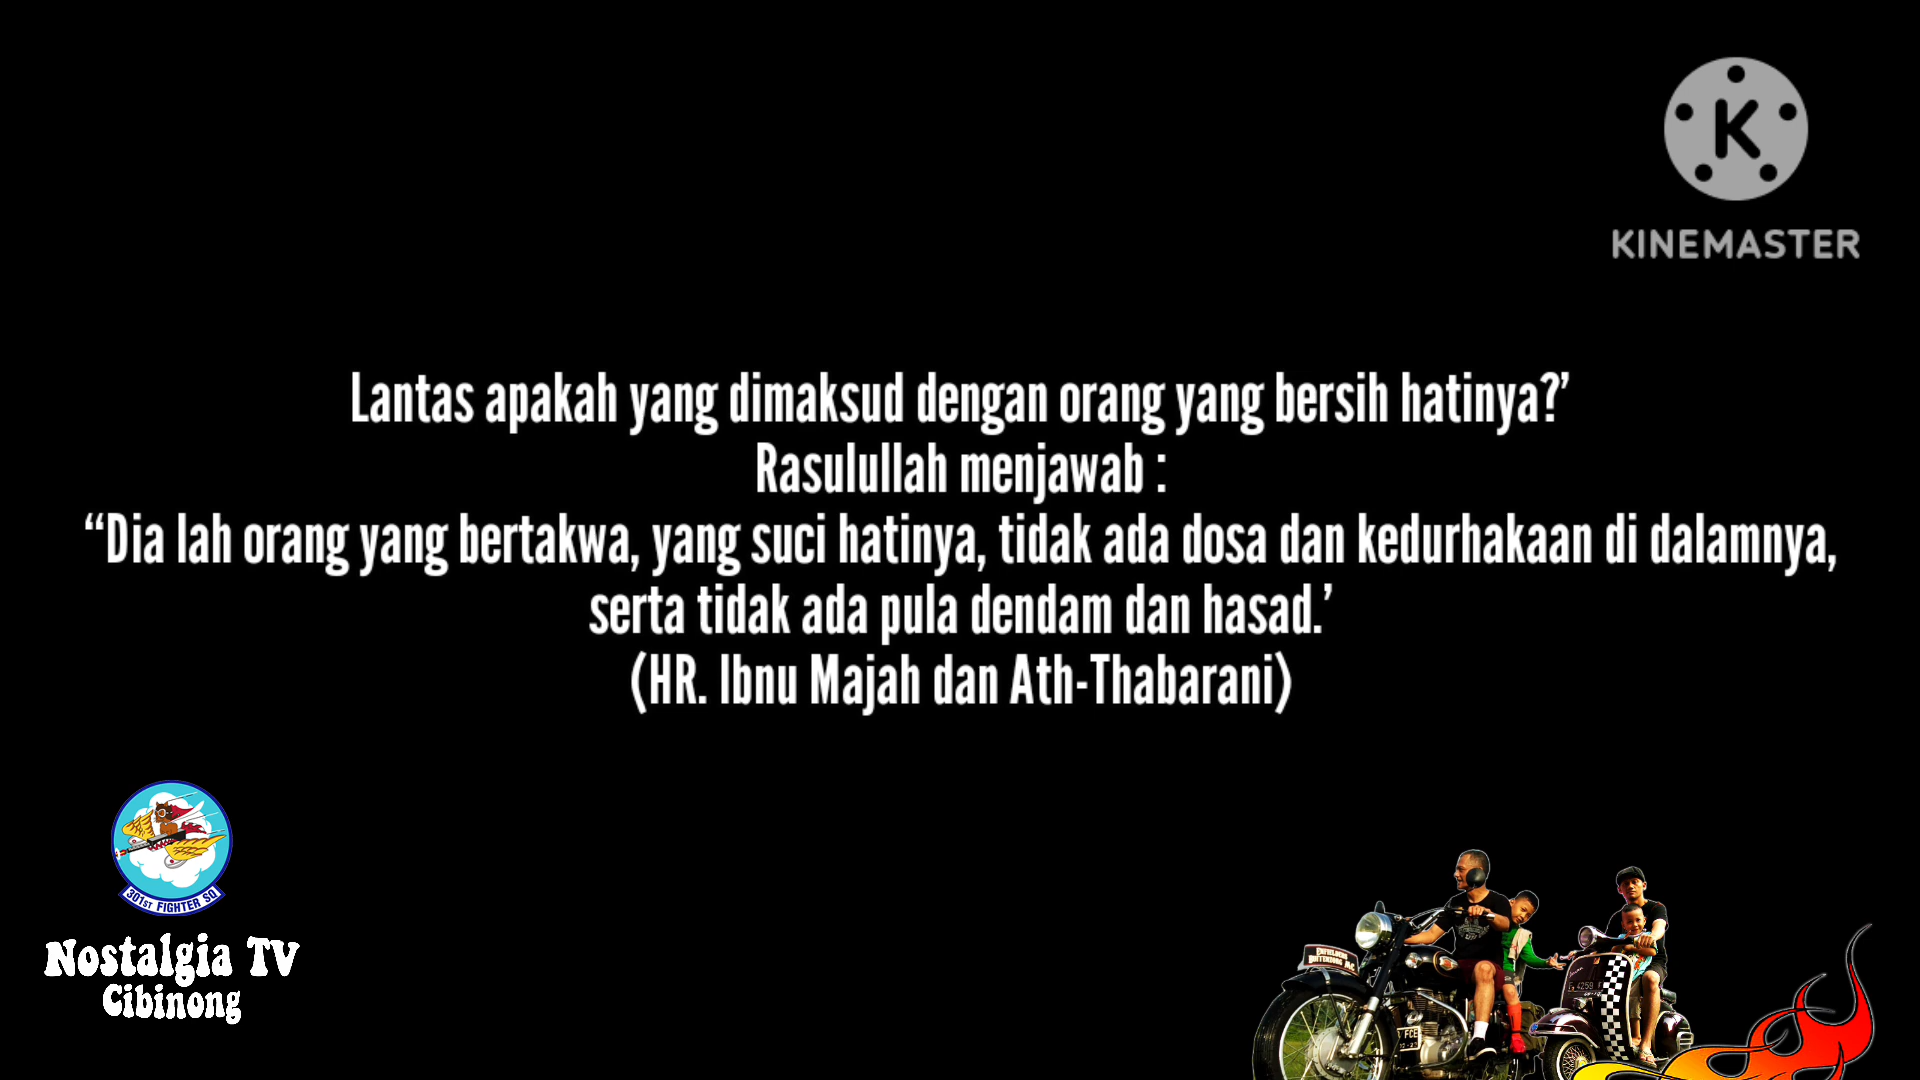 KINEMASTER
Lantas apakah yang dimaksud dengan orang yang bersih hatinya?’
Rasulullah menjawab :
“Dia lah orang yang bertakwa, yang suci hatinya, tidak ada dosa dan kedurhakaan di dalamnya,
serta tidak ada pula dendam dan hasad.’
(HR. Ibnu Majah dan Ath-Thabarani)
301ST FIGHTER SQ
Nostalgia TV
Cibinong